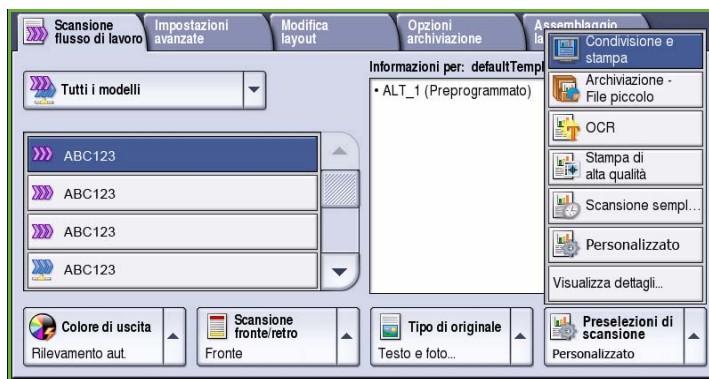 Scansione
flusso di lavoro
Impostazioni
avanzate
Modifica
layout
Opzioni
archiviazione
Assemblaggio
Informazioni per: defaultTempl
Tutti i modelli
• ALT_1 (Preprogrammato)
ABC123
ABC123
ABC123
ABC123
Condivisione e
stampa
Archiviazione -
File piccolo
OCR
Stampa di
alta qualità
Scansione sempl...
Personalizzato
Visualizza dettagli...
Colore di uscita
Rilevamento aut.
Scansione
fronte/retro
Fronte
Tipo di originale
Testo e foto...
Preselezioni di
scansione
Personalizzato